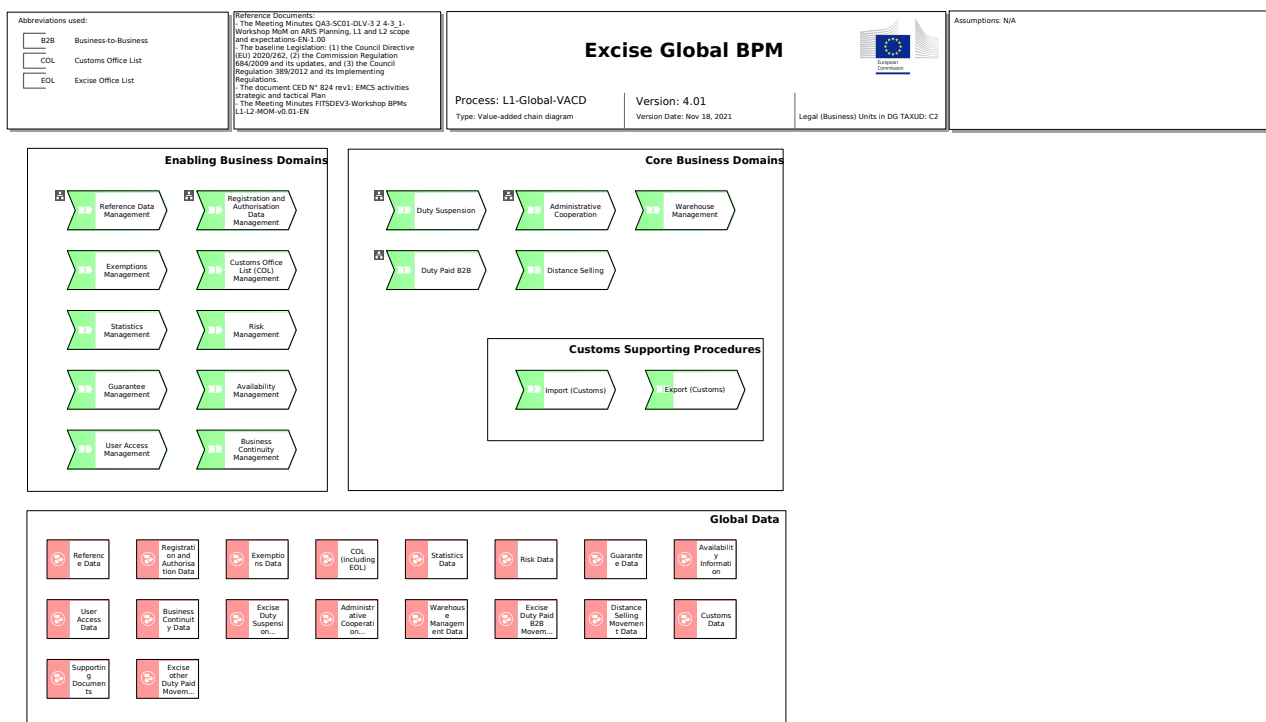 Abbreviations used:
B2B Business-to-Business
COL Customs Office List
EOL Excise Office List
Reference Documents:
- The Meeting Minutes QA3-SC01-DLV-3 2 4-3_1-
Workshop MoM on ARIS Planning, L1 and L2 scope
and expectations-EN-1.00
- The baseline Legislation: (1) the Council Directive
(EU) 2020/262, (2) the Commission Regulation
684/2009 and its updates, and (3) the Council
Regulation 389/2012 and its Implementing
Regulations.
- The document CED N° 824 rev1: EMCS activities
strategic and tactical Plan
- The Meeting Minutes FITSDEV3-Workshop BPMs
L1-L2-MOM-v0.01-EN
Excise Global BPM
European
Commission
Process: L1-Global-VACD
Version: 4.01
Type: Value-added chain diagram
Version Date: Nov 18, 2021
Legal (Business) Units in DG TAXUD: C2
Assumptions: N/A
Enabling Business Domains
Reference Data
Management
Registration and
Authorisation
Data
Management
Exemptions
Management
Customs Office
List (COL)
Management
Statistics
Management
Risk
Management
Guarantee
Management
Availability
Management
User Access
Management
Business
Continuity
Management
Core Business Domains
Duty Suspension
Administrative
Cooperation
Warehouse
Management
Duty Paid B2B
Distance Selling
Customs Supporting Procedures
Import (Customs)
Export (Customs)
Global Data
Referenc
e Data
Registrati
on and
Authorisa
tion Data
Exemptio
ns Data
COL
(including
EOL)
Statistics
Data
Risk Data
Guarante
e Data
Availabilit
y
Informati
on
User
Access
Data
Business
Continuit
y Data
Excise
Duty
Suspensi
on...
Administr
ative
Cooperati
on...
Warehous
e
Managem
ent Data
Excise
Duty Paid
B2B
Movem...
Distance
Selling
Movemen
t Data
Customs
Data
Supportin
g
Documen
ts
Excise
other
Duty Paid
Movem...